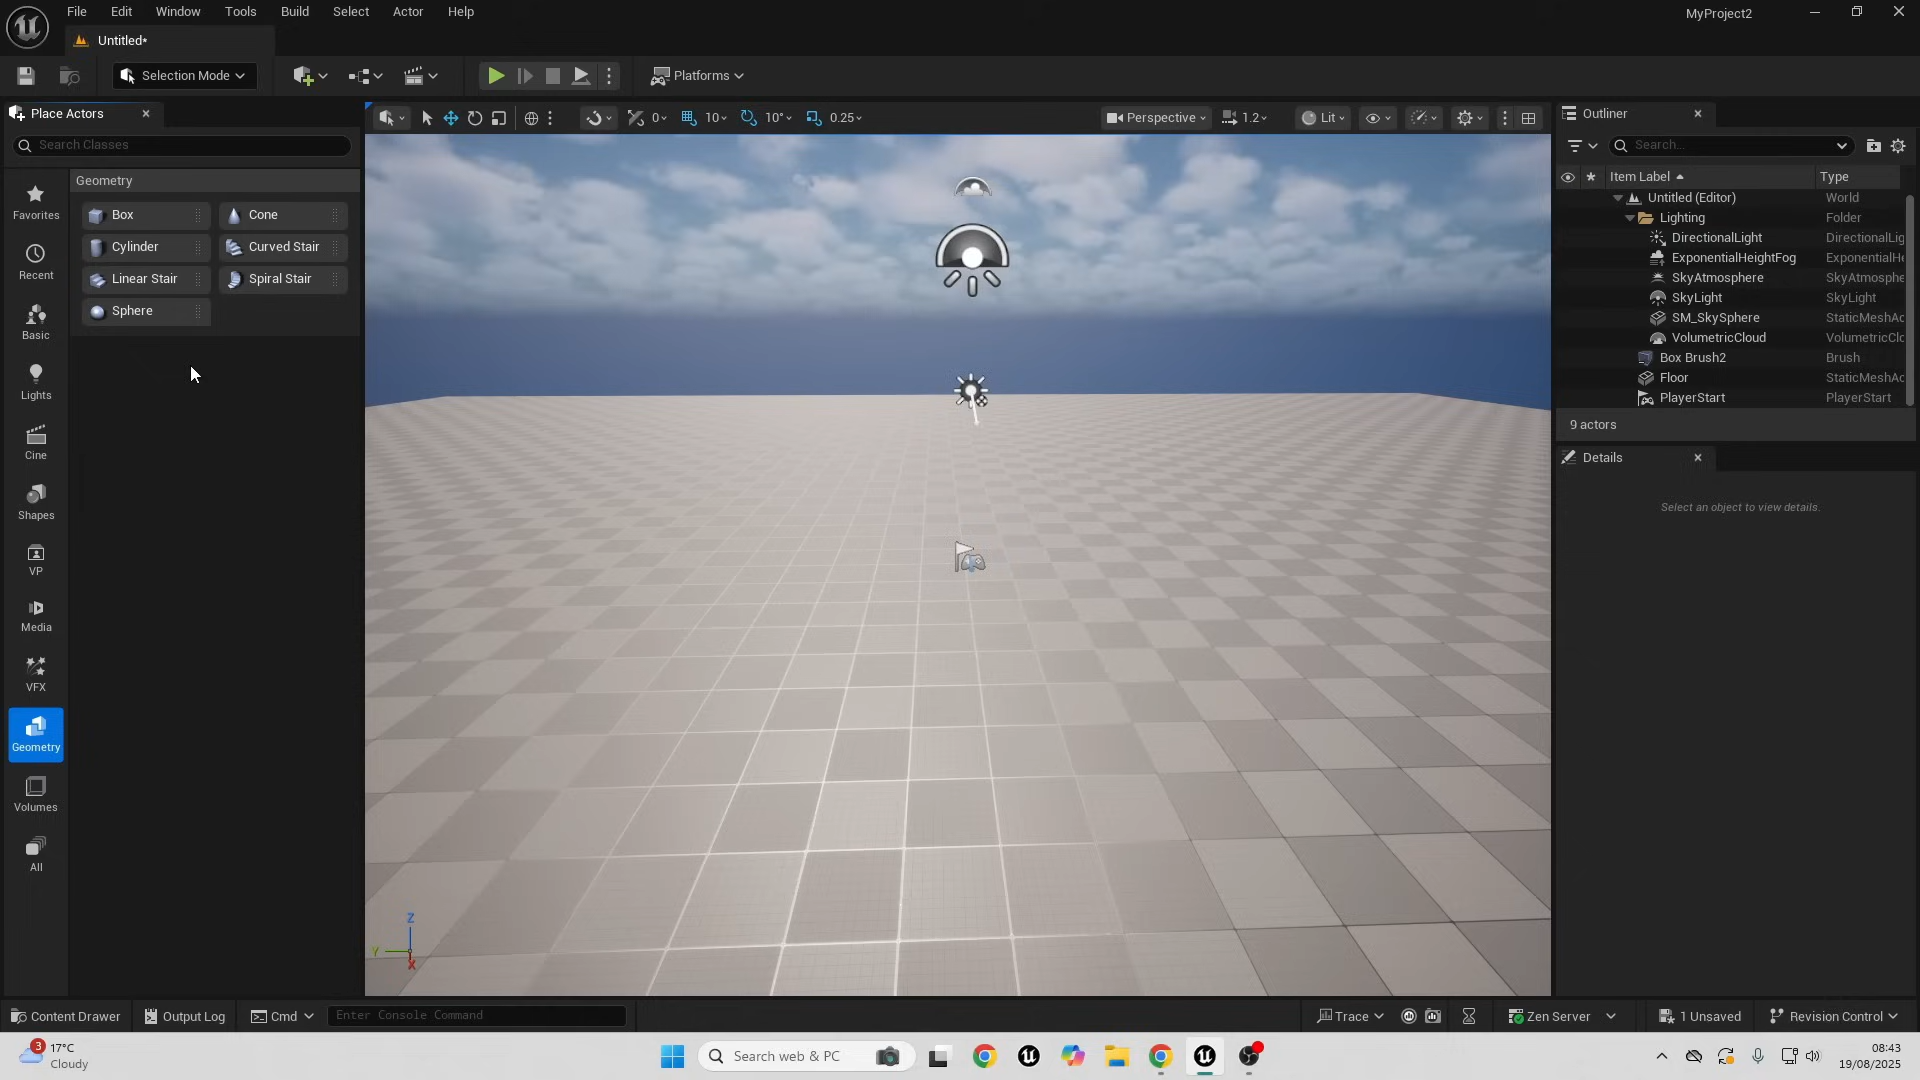 File Edit Window Tools Build Select Actor Help
MyProject2
Untitled*
Selection Mode
Platforms
Place Actors
Search Classes
Geometry
Box
Cone
Cylinder
Curved Stair
Linear Stair
Spiral Stair
Sphere
Favorites
Recent
Basic
Lights
Cine
Shapes
VP
Media
VFX
Geometry
Volumes
All
0
10
10°
0.25
Perspective
1.2
Lit
Z
Y
X
Outliner
Search...
Item Label Type
Untitled (Editor) World
Lighting Folder
DirectionalLight DirectionalLig
ExponentialHeightFog ExponentialHe
SkyAtmosphere SkyAtmosphe
SkyLight SkyLight
SM_SkySphere StaticMeshAc
VolumetricCloud VolumetricClo
Box Brush2 Brush
Floor StaticMeshAc
PlayerStart PlayerStart
9 actors
Details
Select an object to view details.
Content Drawer
Output Log
Cmd
Enter Console Command
Trace
Zen Server
1 Unsaved
Revision Control
3
17°C
Cloudy
Search web & PC
08:43
19/08/2025